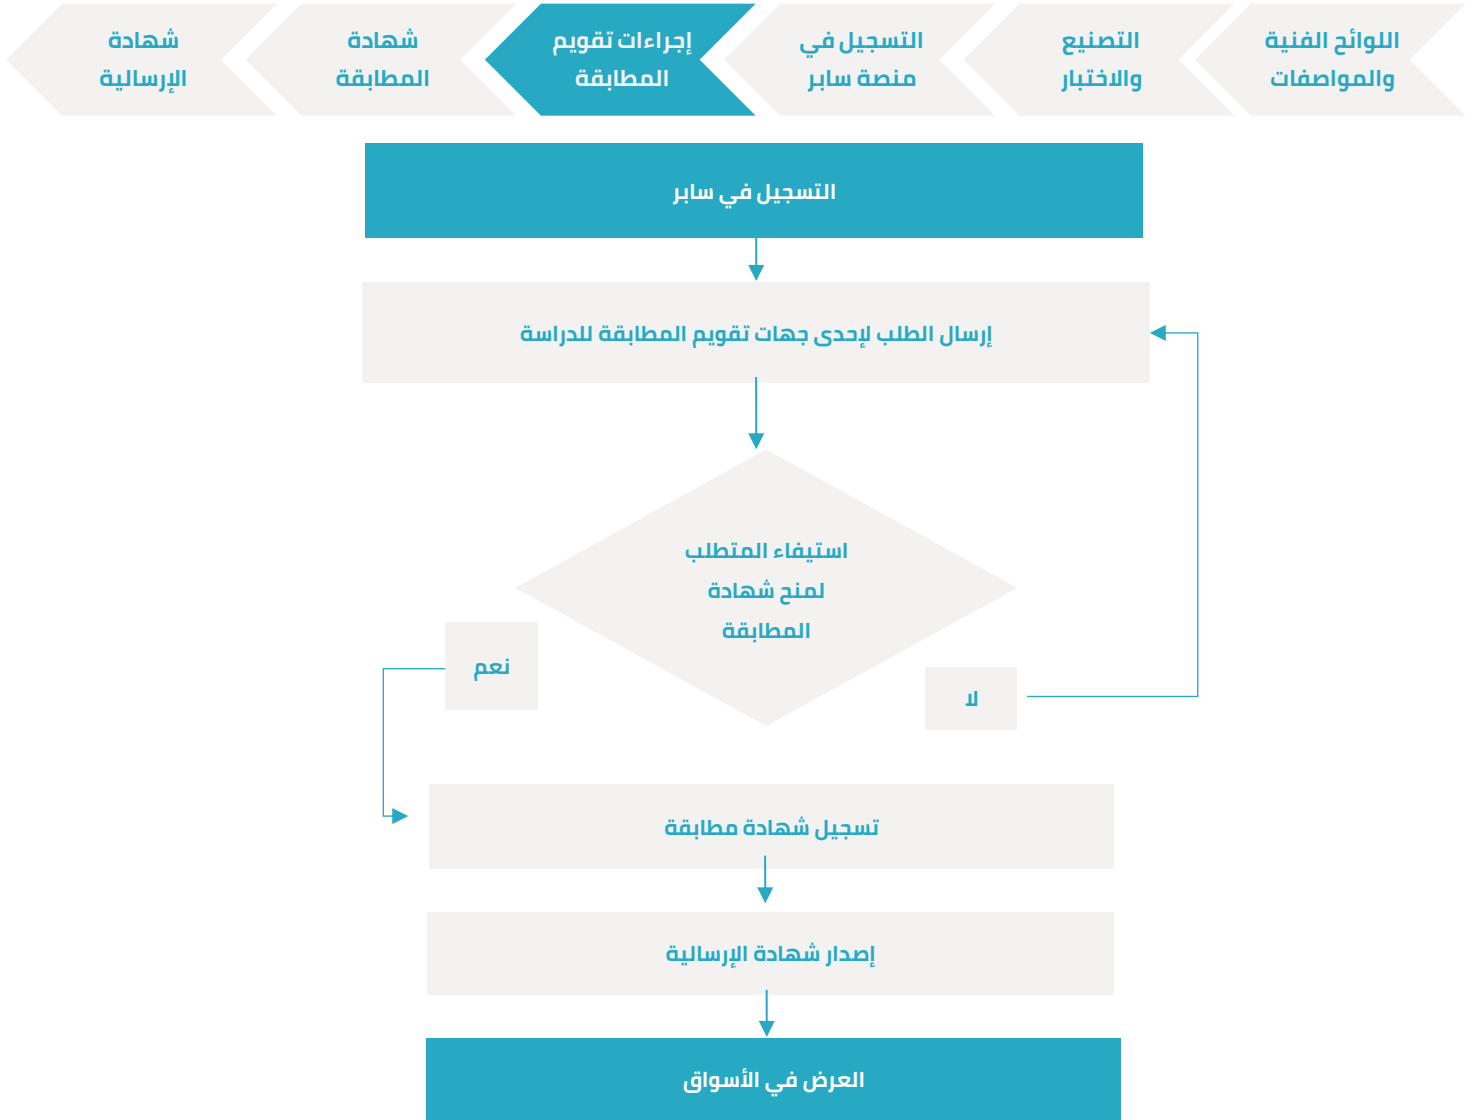 اللوائح الفنية
والمواصفات
التصنيع
والاختبار
التسجيل في
منصة سابر
إجراءات تقويم
المطابقة
شهادة
المطابقة
شهادة
الإرسالية
التسجيل في سابر
إرسال الطلب لإحدى جهات تقويم المطابقة للدراسة
استيفاء المتطلب
لمنح شهادة
المطابقة
نعم
لا
تسجيل شهادة مطابقة
إصدار شهادة الإرسالية
العرض في الأسواق